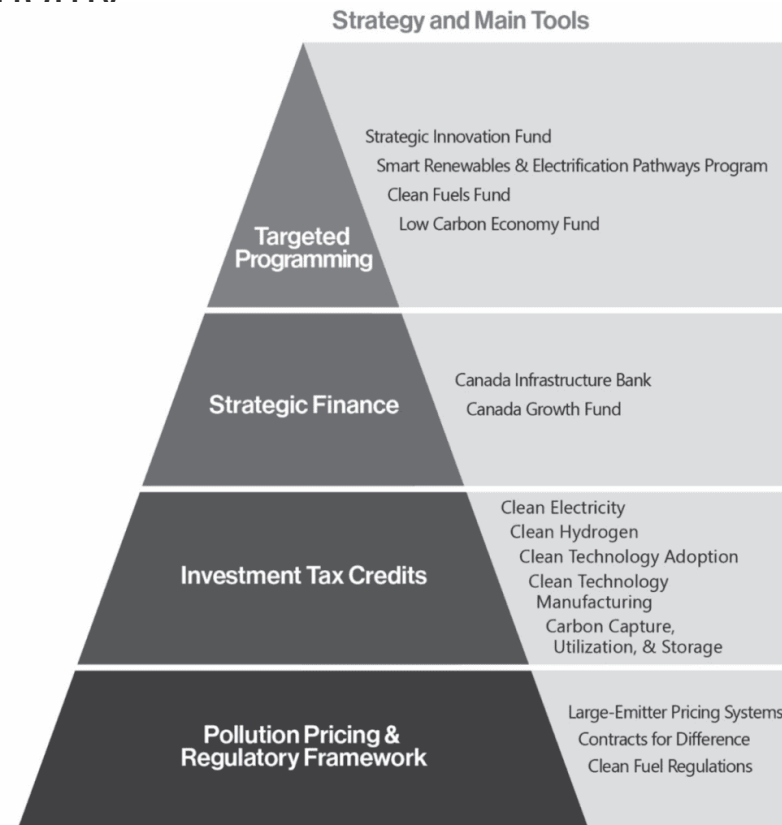 Strategy and Main Tools
Targeted
Programming
Strategic Innovation Fund
Smart Renewables & Electrification Pathways Program
Clean Fuels Fund
Low Carbon Economy Fund
Strategic Finance
Canada Infrastructure Bank
Canada Growth Fund
Investment Tax Credits
Clean Electricity
Clean Hydrogen
Clean Technology Adoption
Clean Technology
Manufacturing
Carbon Capture,
Utilization, & Storage
Pollution Pricing &
Regulatory Framework
Large-Emitter Pricing Systems
Contracts for Difference
Clean Fuel Regulations